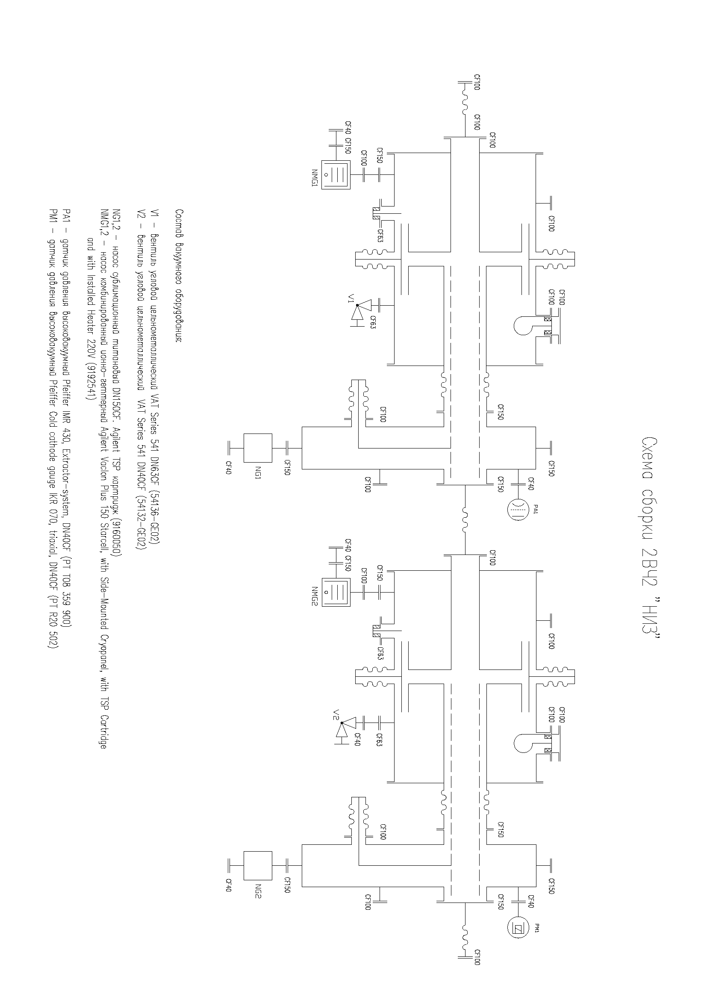 Схема сборки 2ВЧ2 "НИЗ"
CF100
CF100
CF150
CF150
CF100
CF100
CF150
CF150
CF100
CF100
CF40
PA1
CF100
CF100
CF40
PM1
CF100
CF150
CF150
CF100
CF150
CF150
CF100
CF100
CF100
CF150
CF63
CF100
CF100
CF150
CF63
CF63
CF100
CF100
CF63
CF100
CF100
CF100
CF40 CF150
V1
CF40 CF150
CF40
V2
NMG1
NMG2
CF150
CF150
NG1
NG2
CF40
CF40
Состав вакуумного оборудования:
V1 – вентиль угловой цельнометаллический VAT Series 541 DN63CF (54136-GE02)
V2 – вентиль угловой цельнометаллический VAT Series 541 DN40CF (54132-GE02)
NG1,2 – насос сублимационный титановый DN150CF. Agilent TSP картридж (9160050)
NMG1,2 – насос комбинированный ионно-геттерный Agilent VacIon Plus 150 Starcell, with Side-Mounted Cryopanel, with TSP Cartridge
and with Installed Heater 220V (9192541)
PA1 – датчик давления высоковакуумный Pfeiffer IMR 430, Extractor-system, DN40CF (PT T08 359 900)
PM1 – датчик давления высоковакуумный Pfeiffer Cold cathode gauge IKR 070, triaxial, DN40CF (PT R20 502)